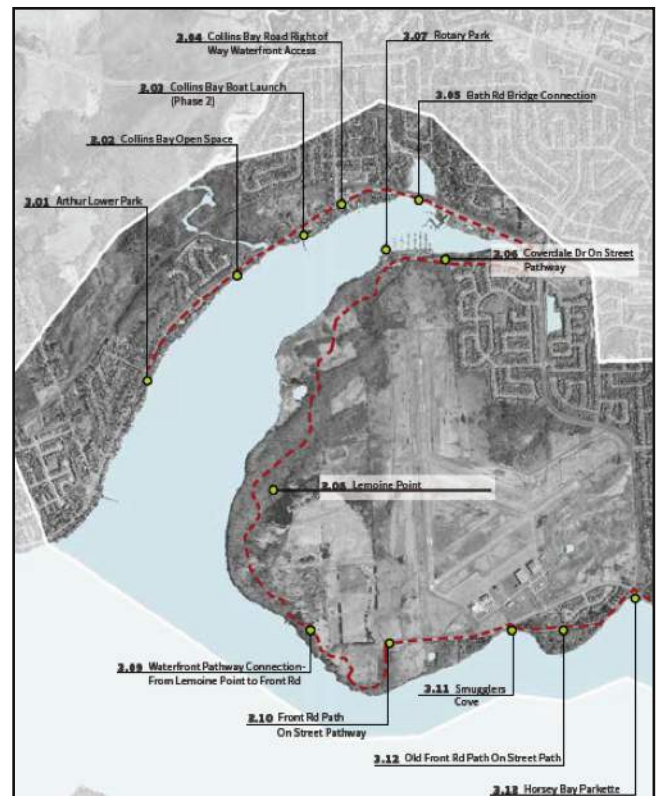 3.04 Collins Bay Road Right of
Way Waterfront Access
3.07 Rotary Park
3.03 Collins Bay Boat Launch
(Phase 2)
3.05 Bath Rd Bridge Connection
3.02 Collins Bay Open Space
3.01 Arthur Lower Park
3.06 Coverdale Dr On Street
Pathway
3.08 Lemoine Point
3.09 Waterfront Pathway Connection-
From Lemoine Point to Front Rd
3.11 Smugglers
Cove
3.10 Front Rd Path
On Street Pathway
3.12 Old Front Rd Path On Street Path
3.13 Horsey Bay Parkette